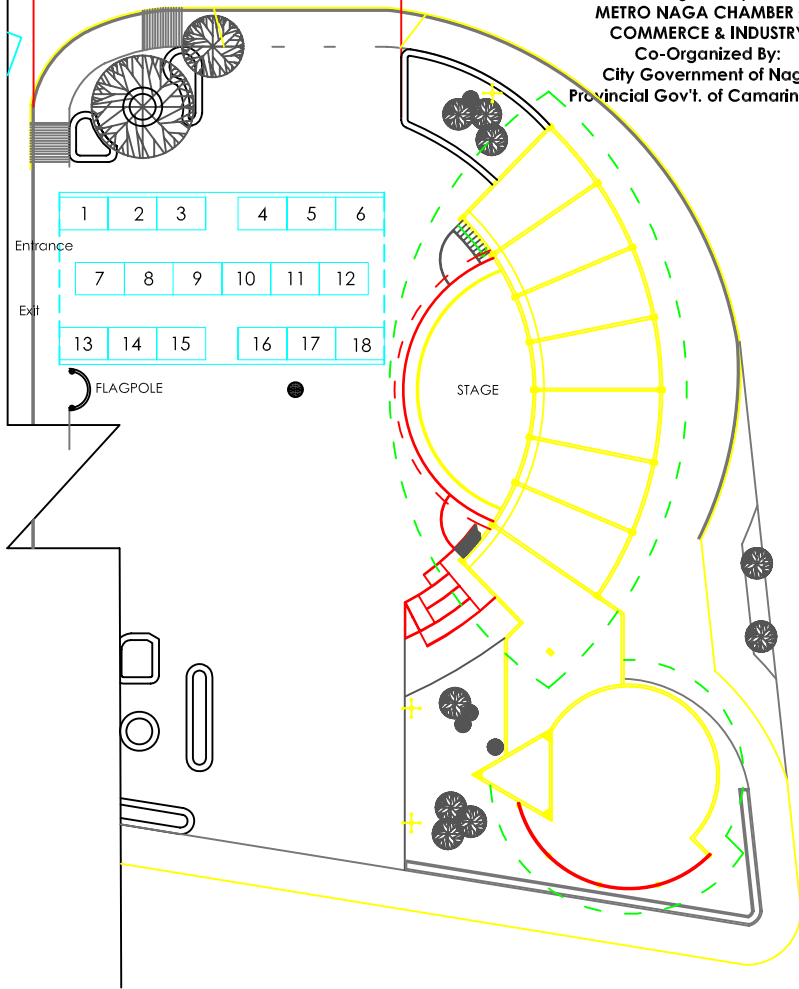 METRO NAGA CHAMBER
COMMERCE & INDUSTRY
Co-Organized By:
City Government of Nag
Provincial Gov't. of Camarin
1 2 3 4 5 6
Entrance
7 8 9 10 11 12
Exit
13 14 15 16 17 18
FLAGPOLE
STAGE